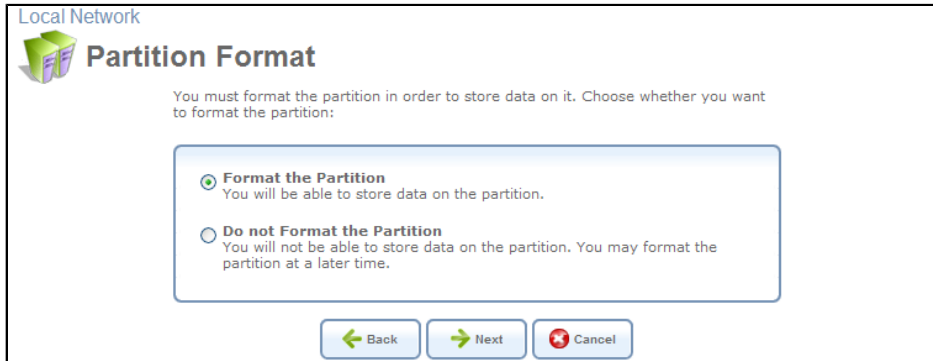 Local Network
Partition Format
You must format the partition in order to store data on it. Choose whether you want
to format the partition:
Format the Partition
You will be able to store data on the partition.
Do not Format the Partition
You will not be able to store data on the partition. You may format the
partition at a later time.
Back Next Cancel